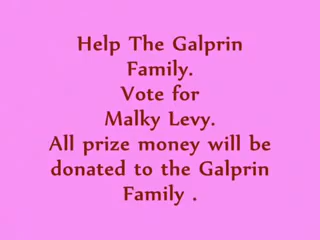 Help The Galprin
Family.
Vote for
Malky Levy.
All prize money will be
donated to the Galprin
Family .